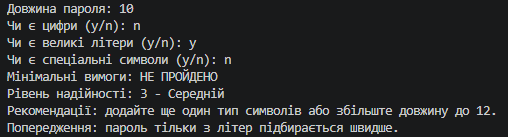 Довжина пароля: 10
Чи є цифри (y/n): n
Чи є великі літери (y/n): y
Чи є спеціальні символи (y/n): n
Мінімальні вимоги: НЕ ПРОЙДЕНО
Рівень надійності: 3 - Середній
Рекомендації: додайте ще один тип символів або збільште довжину до 12.
Попередження: пароль тільки з літер підбирається швидше.